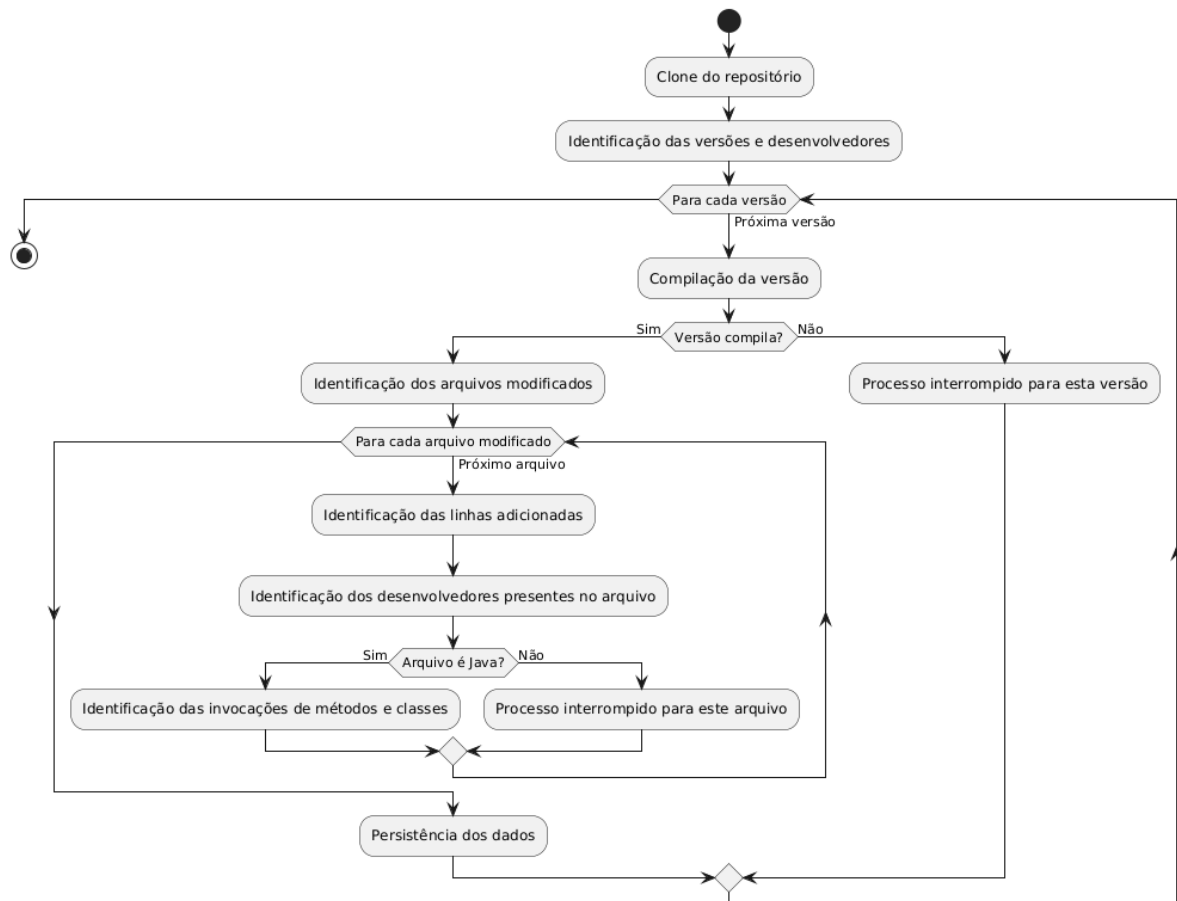 Clone do repositório
Identificação das versões e desenvolvedores
Para cada versão
Próxima versão
Compilação da versão
Sim
Versão compila?
Não
Identificação dos arquivos modificados
Processo interrompido para esta versão
Para cada arquivo modificado
Próximo arquivo
Identificação das linhas adicionadas
Identificação dos desenvolvedores presentes no arquivo
Sim
Arquivo é Java?
Não
Identificação das invocações de métodos e classes
Processo interrompido para este arquivo
Persistência dos dados